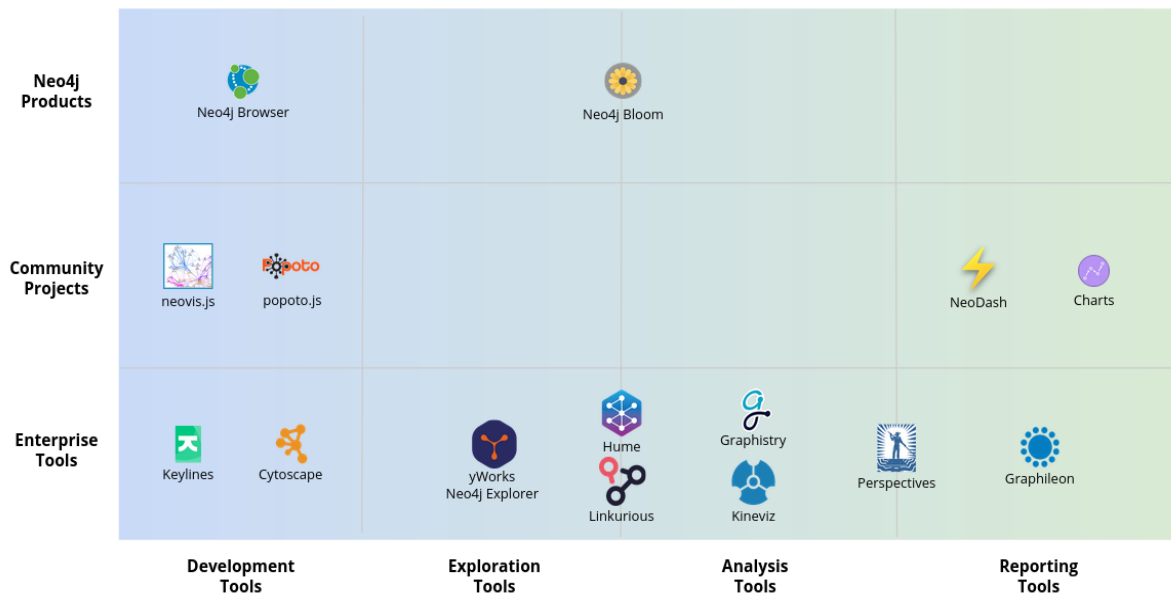 Neo4j
Products
Neo4j Browser
Neo4j Bloom
Community
Projects
Popoto
neovis.js
popoto.js
NeoDash
Charts
Enterprise
Tools
K
Keylines
Cytoscape
yWorks
Neo4j Explorer
Hume
Linkurious
Graphistry
Kineviz
Perspectives
Graphileon
Development
Tools
Exploration
Tools
Analysis
Tools
Reporting
Tools